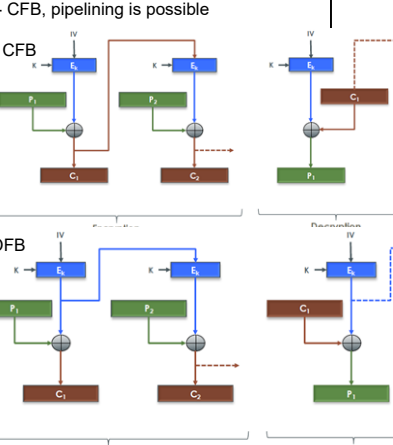 - CFB, pipelining is possible
CFB
IV
IV
K
Eₖ
K
Eₖ
K
Eₖ
P₁
P₂
C₁
C₁
C₂
P₁
OFB
IV
IV
K
Eₖ
K
Eₖ
K
Eₖ
P₁
P₂
C₁
C₁
C₂
P₁